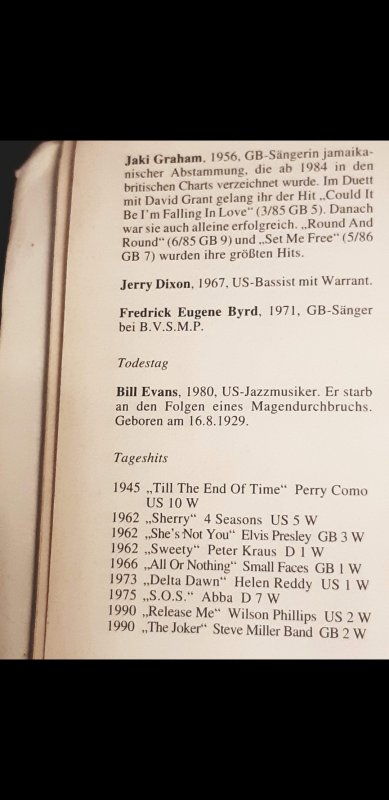 Jaki Graham, 1956, GB-Sängerin jamaika-
nischer Abstammung, die ab 1984 in den
britischen Charts verzeichnet wurde. Im Duett
mit David Grant gelang ihr der Hit „Could It
Be I'm Falling In Love“ (3/85 GB 5). Danach
war sie auch alleine erfolgreich. „Round And
Round“ (6/85 GB 9) und „Set Me Free“ (5/86
GB 7) wurden ihre größten Hits.
Jerry Dixon, 1967, US-Bassist mit Warrant.
Fredrick Eugene Byrd, 1971, GB-Sänger
bei B.V.S.M.P.
Todestag
Bill Evans, 1980, US-Jazzmusiker. Er starb
an den Folgen eines Magendurchbruchs.
Geboren am 16.8.1929.
Tageshits
1945 „Till The End Of Time“ Perry Como
US 10 W
1962 „Sherry“ 4 Seasons US 5 W
1962 „She's Not You“ Elvis Presley GB 3 W
1962 „Sweety“ Peter Kraus D 1 W
1966 „All Or Nothing“ Small Faces GB 1 W
1973 „Delta Dawn“ Helen Reddy US 1 W
1975 „S.O.S.“ Abba D 7 W
1990 „Release Me“ Wilson Phillips US 2 W
1990 „The Joker“ Steve Miller Band GB 2 W